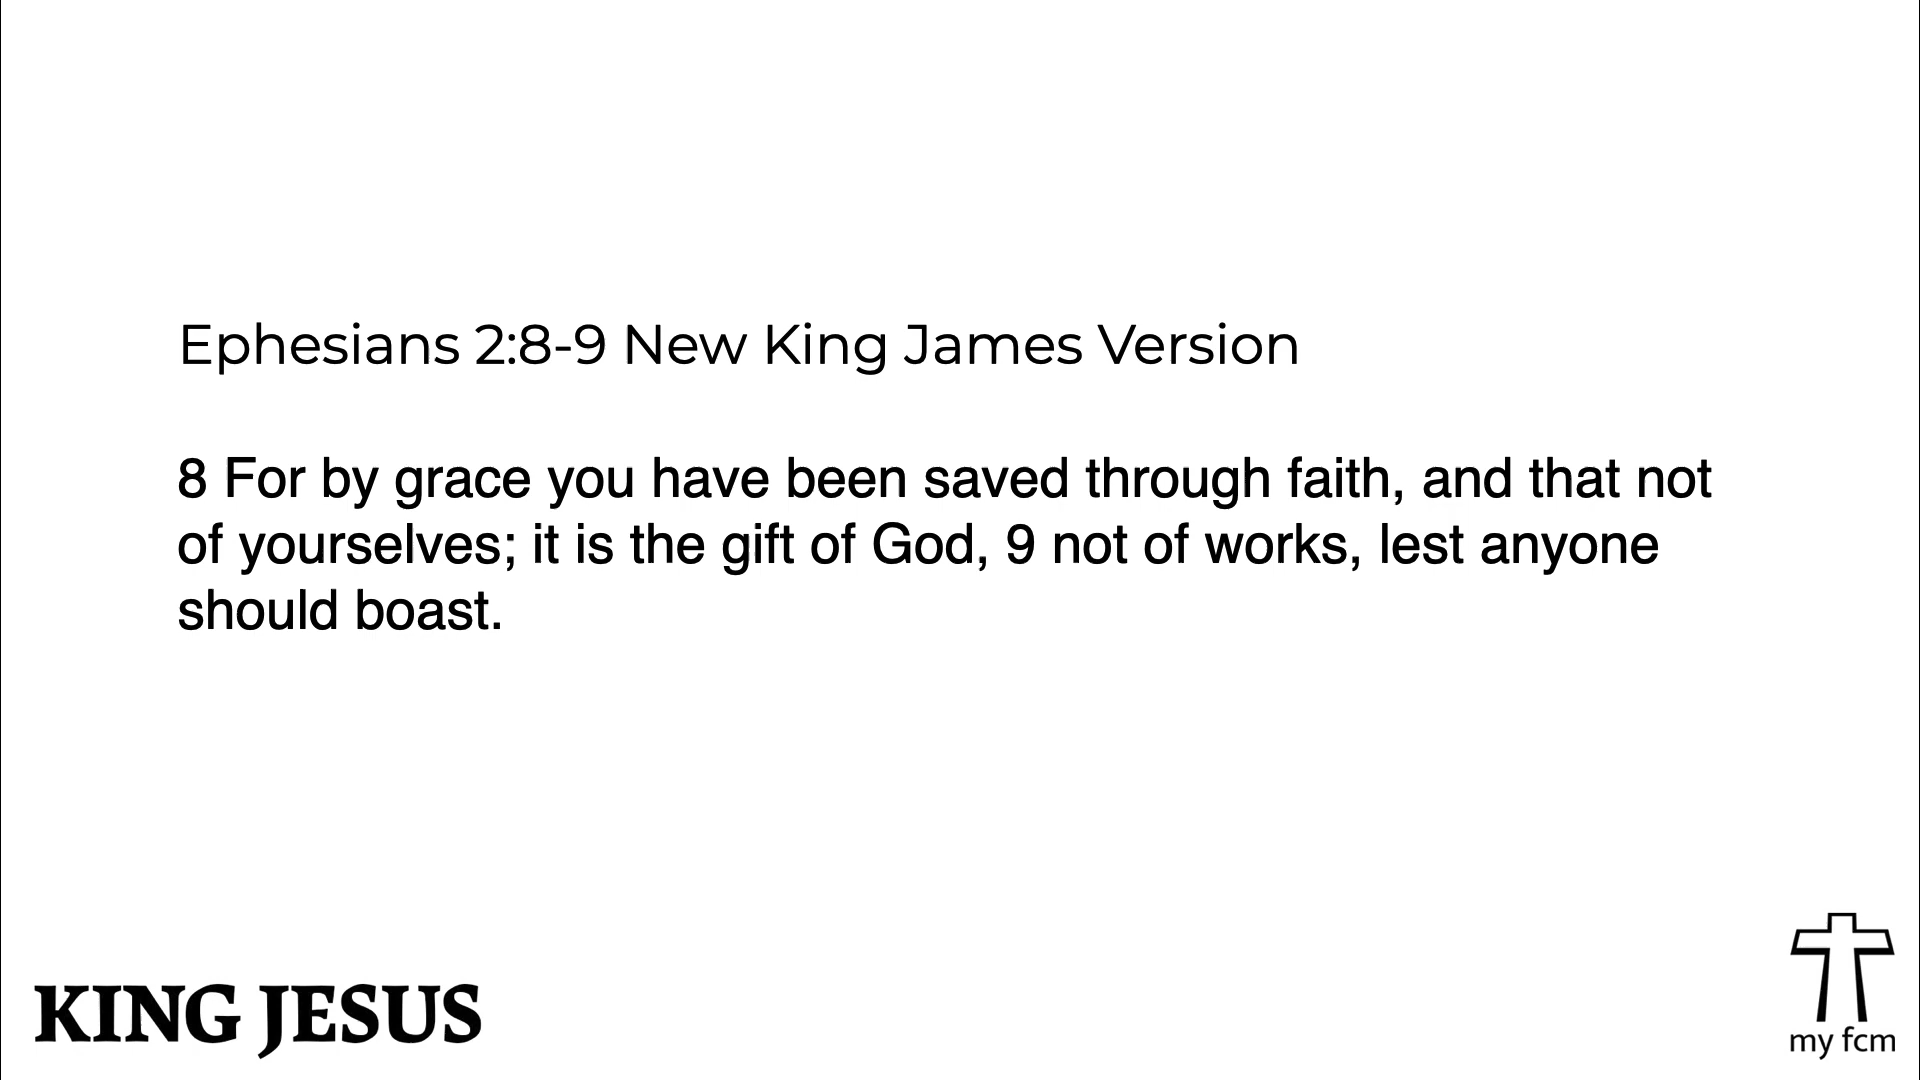 Ephesians 2:8-9 New King James Version
8 For by grace you have been saved through faith, and that not
of yourselves; it is the gift of God, 9 not of works, lest anyone
should boast.
KING JESUS
my fcm